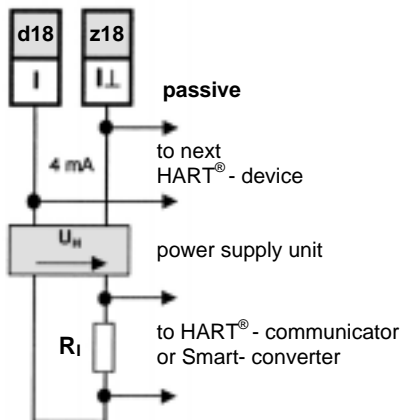 d18 z18
I I⊥
passive
to next
4 mA
HART® - device
U_H
power supply unit
R_I
to HART® - communicator
or Smart- converter